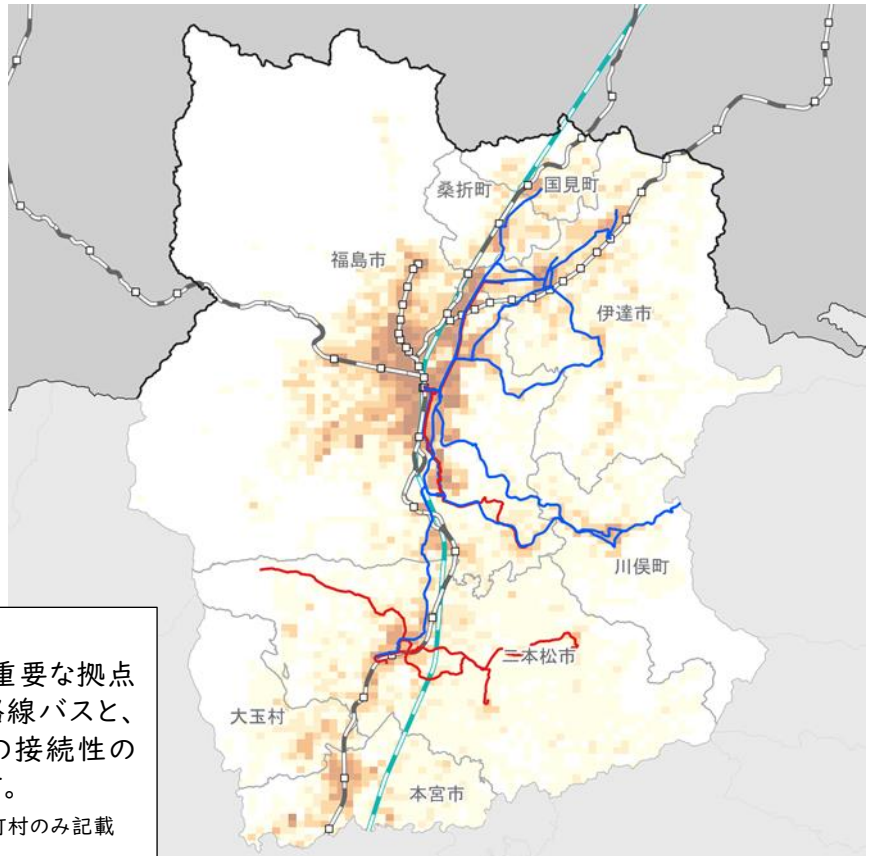 桑折町
国見町
福島市
伊達市
川俣町
二本松市
大玉村
本宮市
重要な拠点
路線バスと、
の接続性の
町村のみ記載